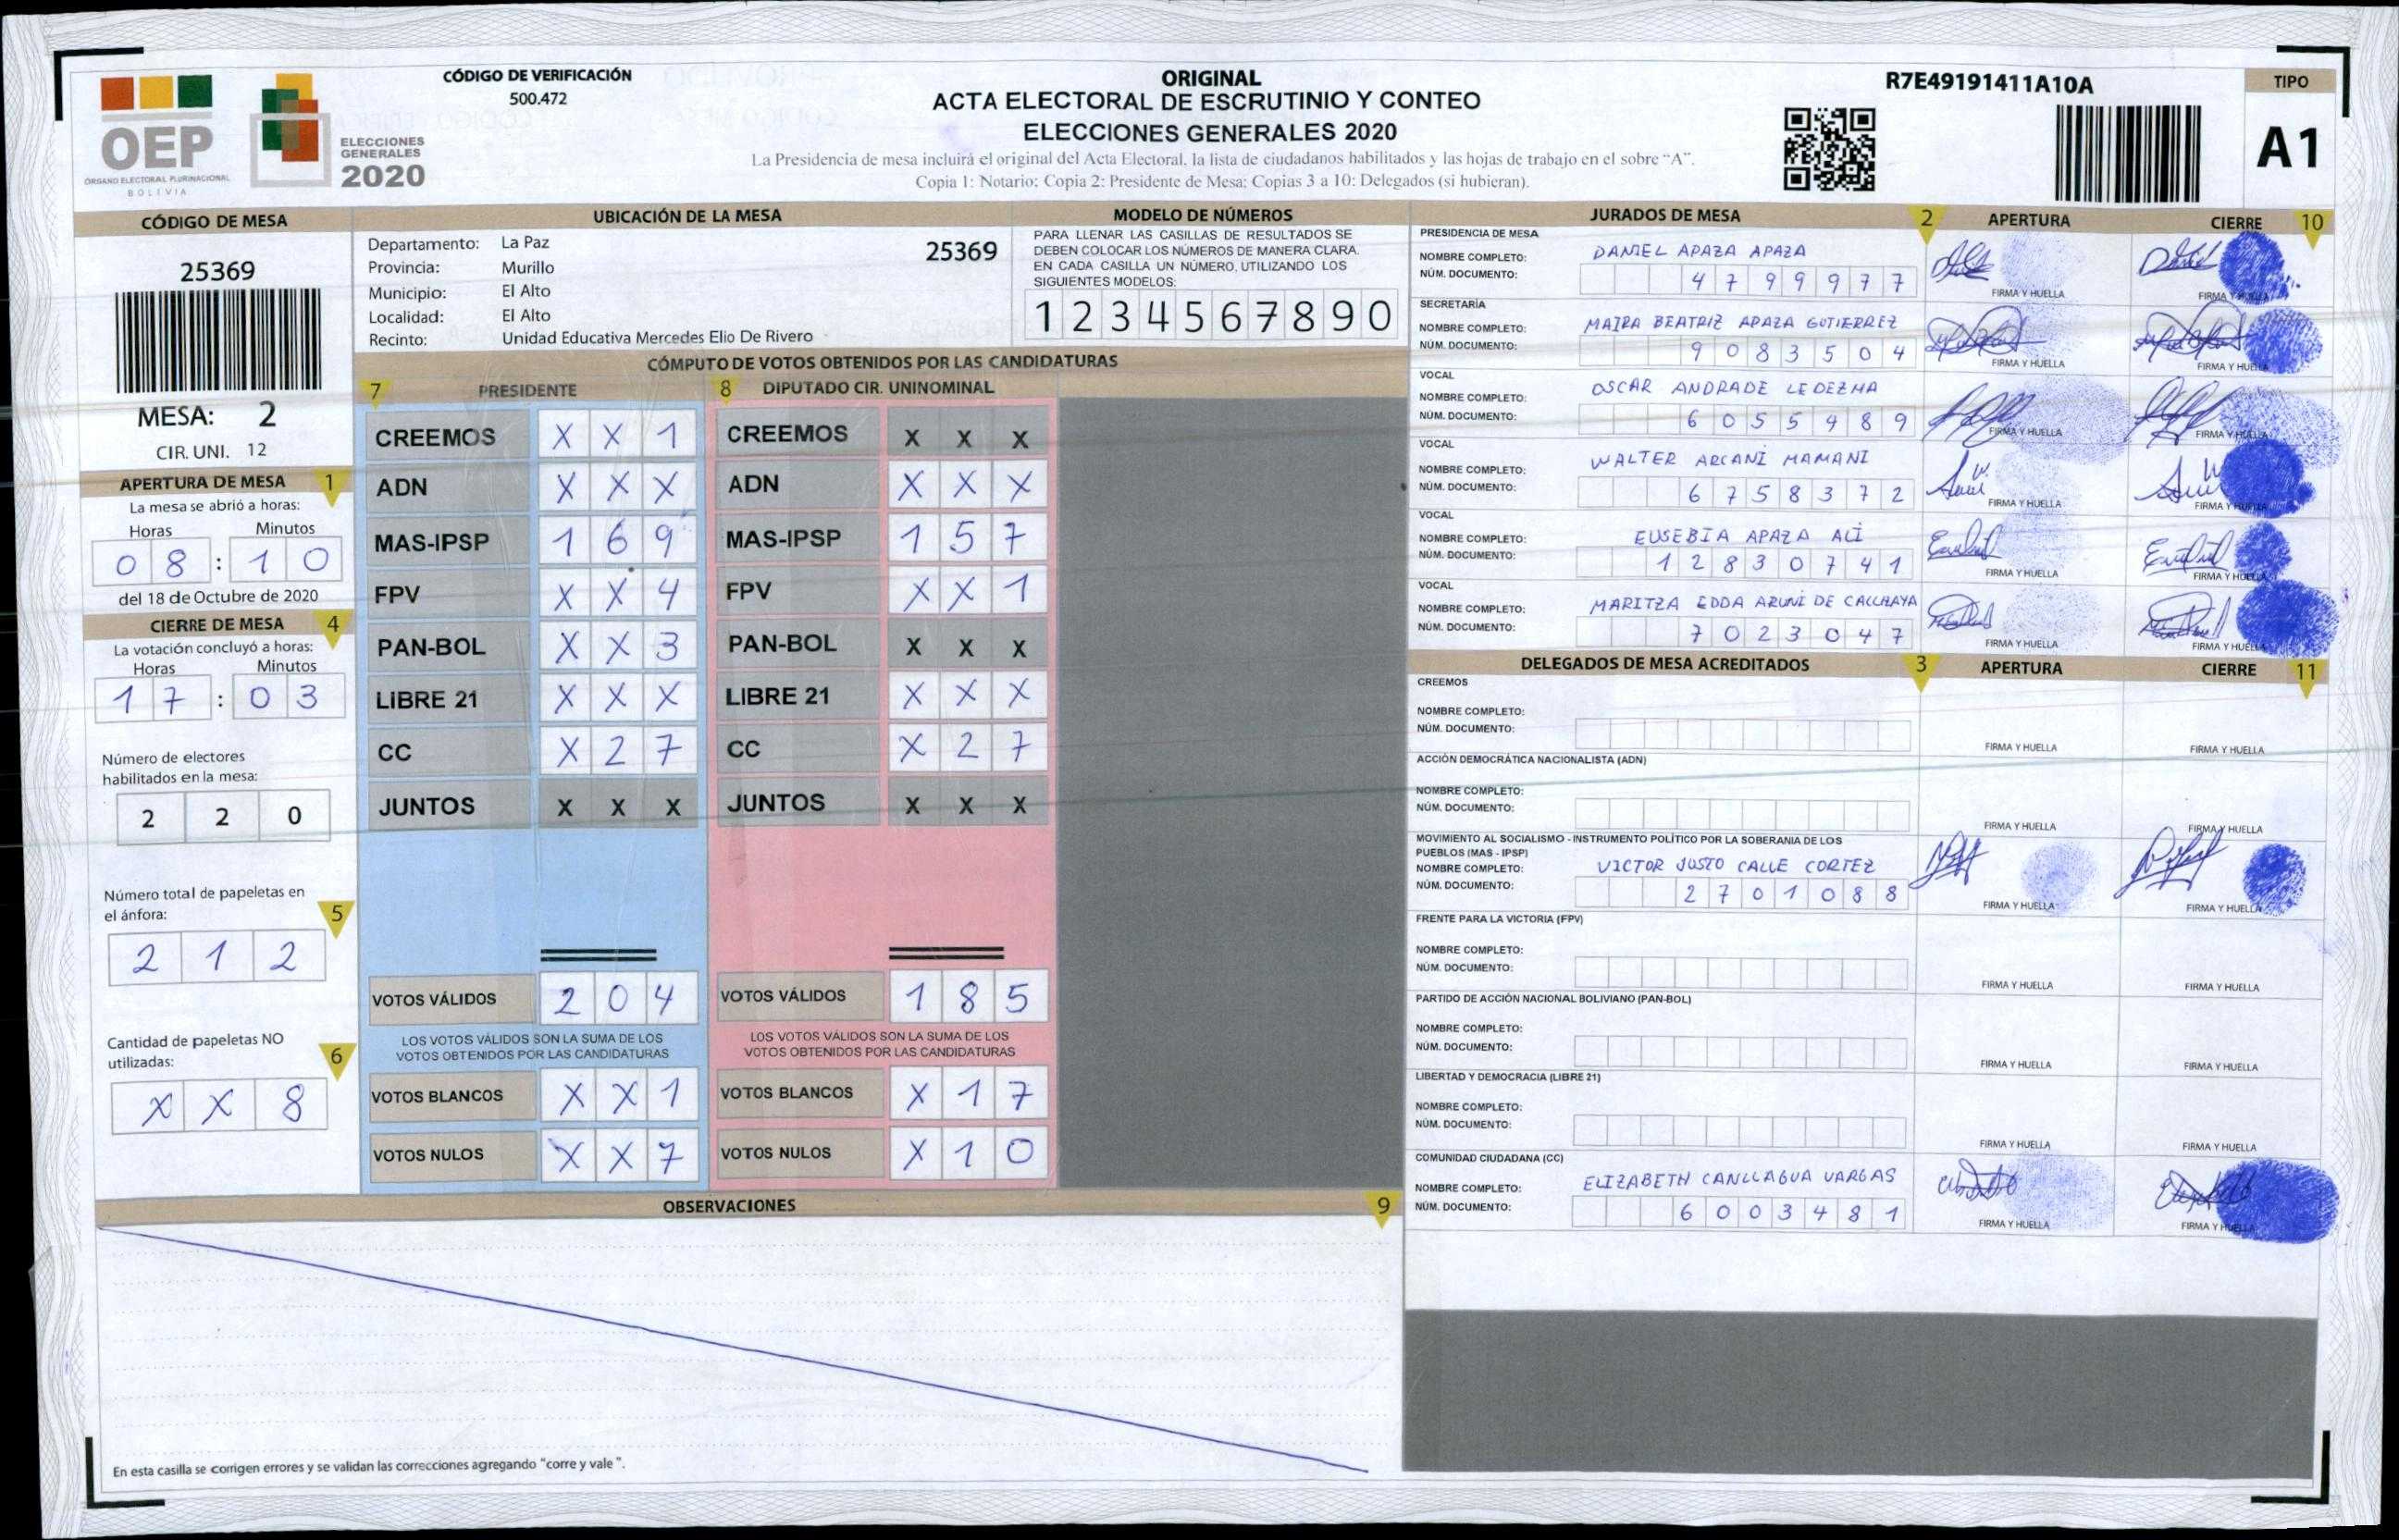 OEP
ÓRGANO ELECTORAL PLURINACIONAL
BOLIVIA
ELECCIONES
GENERALES
2020
CÓDIGO DE VERIFICACIÓN
500.472
ORIGINAL
ACTA ELECTORAL DE ESCRUTINIO Y CONTEO
ELECCIONES GENERALES 2020
La Presidencia de mesa incluirá el original del Acta Electoral, la lista de ciudadanos habilitados y las hojas de trabajo en el sobre "A".
Copia 1: Notario; Copia 2: Presidente de Mesa; Copias 3 a 10: Delegados (si hubieran).
R7E49191411A10A
TIPO
A1
CÓDIGO DE MESA
25369
MESA: 2
CIR. UNI. 12
APERTURA DE MESA 1
La mesa se abrió a horas:
Horas Minutos
0 8 : 1 0
del 18 de Octubre de 2020
CIERRE DE MESA 4
La votación concluyó a horas:
Horas Minutos
1 7 : 0 3
Número de electores
habilitados en la mesa:
2 2 0
Número total de papeletas en
el ánfora: 5
2 1 2
Cantidad de papeletas NO
utilizadas: 6
X X 8
UBICACIÓN DE LA MESA
Departamento: La Paz 25369
Provincia: Murillo
Municipio: El Alto
Localidad: El Alto
Recinto: Unidad Educativa Mercedes Elio De Rivero
MODELO DE NÚMEROS
PARA LLENAR LAS CASILLAS DE RESULTADOS SE
DEBEN COLOCAR LOS NÚMEROS DE MANERA CLARA.
EN CADA CASILLA UN NÚMERO, UTILIZANDO LOS
SIGUIENTES MODELOS:
1 2 3 4 5 6 7 8 9 0
CÓMPUTO DE VOTOS OBTENIDOS POR LAS CANDIDATURAS
7 PRESIDENTE
CREEMOS X X 1
ADN X X X
MAS-IPSP 1 6 9
FPV X X 4
PAN-BOL X X 3
LIBRE 21 X X X
CC X 2 7
JUNTOS X X X
VOTOS VÁLIDOS 2 0 4
LOS VOTOS VÁLIDOS SON LA SUMA DE LOS
VOTOS OBTENIDOS POR LAS CANDIDATURAS
VOTOS BLANCOS X X 1
VOTOS NULOS X X 7
8 DIPUTADO CIR. UNINOMINAL
CREEMOS X X X
ADN X X X
MAS-IPSP 1 5 7
FPV X X 1
PAN-BOL X X X
LIBRE 21 X X X
CC X 2 7
JUNTOS X X X
VOTOS VÁLIDOS 1 8 5
LOS VOTOS VÁLIDOS SON LA SUMA DE LOS
VOTOS OBTENIDOS POR LAS CANDIDATURAS
VOTOS BLANCOS X 1 7
VOTOS NULOS X 1 0
OBSERVACIONES 9
En esta casilla se corrigen errores y se validan las correcciones agregando "corre y vale ".
JURADOS DE MESA 2 APERTURA CIERRE 10
PRESIDENCIA DE MESA
NOMBRE COMPLETO: DANIEL APAZA APAZA
NÚM. DOCUMENTO: 4 7 9 9 9 7 7
FIRMA Y HUELLA FIRMA Y HUELLA
SECRETARÍA
NOMBRE COMPLETO: MAIRA BEATRIZ APAZA GUTIERREZ
NÚM. DOCUMENTO: 9 0 8 3 5 0 4
FIRMA Y HUELLA FIRMA Y HUELLA
VOCAL
NOMBRE COMPLETO: OSCAR ANDRADE LEDEZMA
NÚM. DOCUMENTO: 6 0 5 5 4 8 9
FIRMA Y HUELLA FIRMA Y HUELLA
VOCAL
NOMBRE COMPLETO: WALTER ARCANI MAMANI
NÚM. DOCUMENTO: 6 7 5 8 3 7 2
FIRMA Y HUELLA FIRMA Y HUELLA
VOCAL
NOMBRE COMPLETO: EUSEBIA APAZA ALI
NÚM. DOCUMENTO: 1 2 8 3 0 7 4 1
FIRMA Y HUELLA FIRMA Y HUELLA
VOCAL
NOMBRE COMPLETO: MARITZA EDDA ARUNI DE CALLHAYA
NÚM. DOCUMENTO: 7 0 2 3 0 4 7
FIRMA Y HUELLA FIRMA Y HUELLA
DELEGADOS DE MESA ACREDITADOS 3 APERTURA CIERRE 11
CREEMOS
NOMBRE COMPLETO:
NÚM. DOCUMENTO:
FIRMA Y HUELLA FIRMA Y HUELLA
ACCIÓN DEMOCRÁTICA NACIONALISTA (ADN)
NOMBRE COMPLETO:
NÚM. DOCUMENTO:
FIRMA Y HUELLA FIRMA Y HUELLA
MOVIMIENTO AL SOCIALISMO - INSTRUMENTO POLÍTICO POR LA SOBERANIA DE LOS
PUEBLOS (MAS - IPSP)
NOMBRE COMPLETO: VICTOR JUSTO CALLE CORTEZ
NÚM. DOCUMENTO: 2 7 0 1 0 8 8
FIRMA Y HUELLA FIRMA Y HUELLA
FRENTE PARA LA VICTORIA (FPV)
NOMBRE COMPLETO:
NÚM. DOCUMENTO:
FIRMA Y HUELLA FIRMA Y HUELLA
PARTIDO DE ACCIÓN NACIONAL BOLIVIANO (PAN-BOL)
NOMBRE COMPLETO:
NÚM. DOCUMENTO:
FIRMA Y HUELLA FIRMA Y HUELLA
LIBERTAD Y DEMOCRACIA (LIBRE 21)
NOMBRE COMPLETO:
NÚM. DOCUMENTO:
FIRMA Y HUELLA FIRMA Y HUELLA
COMUNIDAD CIUDADANA (CC)
NOMBRE COMPLETO: ELIZABETH CANLLAGUA VARGAS
NÚM. DOCUMENTO: 6 0 0 3 4 8 1
FIRMA Y HUELLA FIRMA Y HUELLA